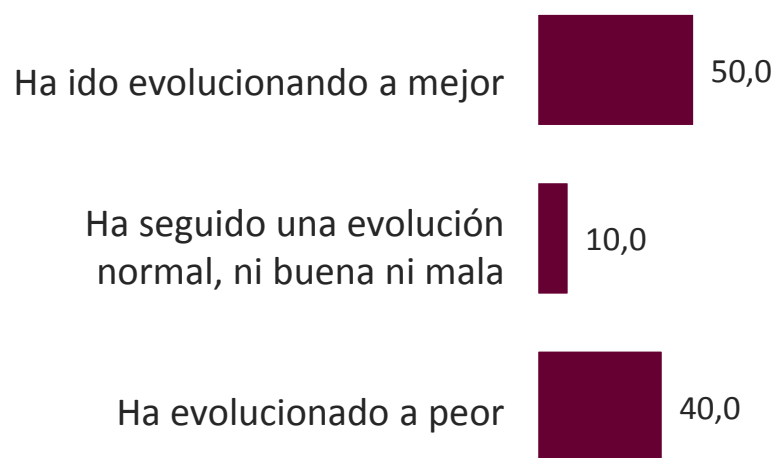 Ha ido evolucionando a mejor
50,0
Ha seguido una evolución
normal, ni buena ni mala
10,0
Ha evolucionado a peor
40,0